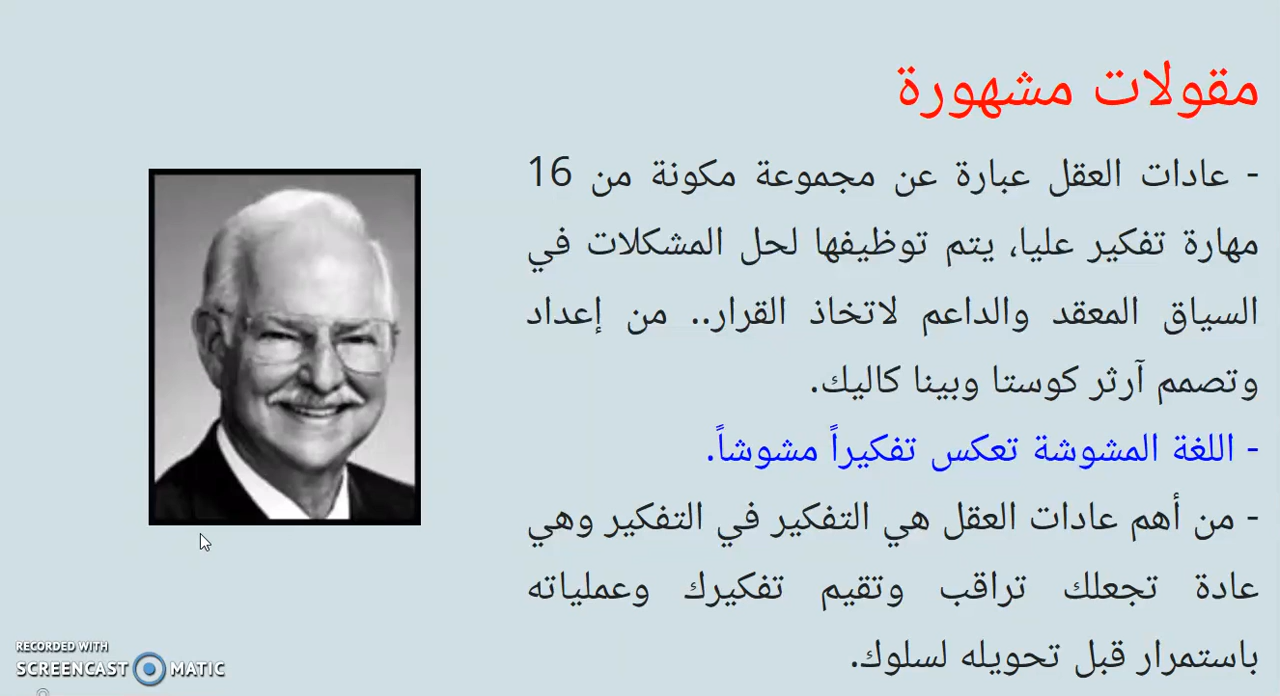 مقولات مشهورة
- عادات العقل عبارة عن مجموعة مكونة من 16
مهارة تفكير عليا، يتم توظيفها لحل المشكلات في
السياق المعقد والداعم لاتخاذ القرار.. من إعداد
وتصمم آرثر كوستا وبينا كاليك.
- اللغة المشوشة تعكس تفكيراً مشوشاً.
- من أهم عادات العقل هي التفكير في التفكير وهي
عادة تجعلك تراقب وتقيم تفكيرك وعملياته
باستمرار قبل تحويله لسلوك.
RECORDED WITH
SCREENCAST MATIC